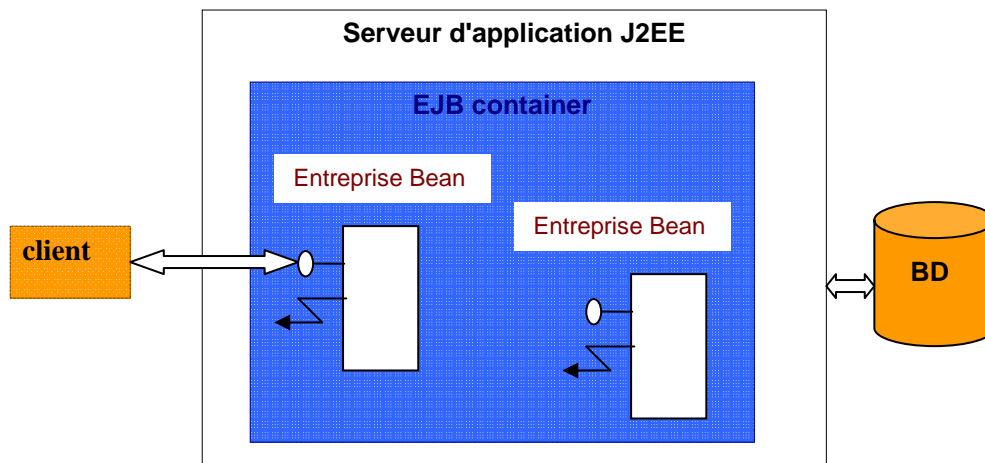 Serveur d'application J2EE
EJB container
Entreprise Bean
Entreprise Bean
client
BD